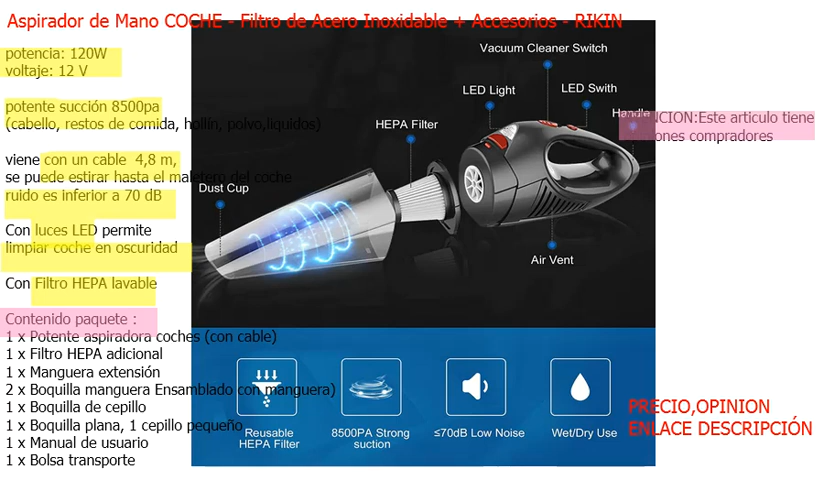 Aspirador de Mano COCHE - Filtro de Acero Inoxidable + Accesorios - RIKIN
potencia: 120W
voltaje: 12 V
potente succión 8500pa
(cabello, restos de comida, hollín, polvo,liquidos)
viene con un cable 4,8 m,
se puede estirar hasta el maletero del coche
ruido es inferior a 70 dB
Con luces LED permite
limpiar coche en oscuridad
Con Filtro HEPA lavable
Contenido paquete :
1 x Potente aspiradora coches (con cable)
1 x Filtro HEPA adicional
1 x Manguera extensión
2 x Boquilla manguera Ensamblado con manguera)
1 x Boquilla de cepillo
1 x Boquilla plana, 1 cepillo pequeño
1 x Manual de usuario
1 x Bolsa transporte
Vacuum Cleaner Switch
LED Light
LED Swith
HEPA Filter
Handle
Dust Cup
Air Vent
ICION:Este articulo tiene
iones compradores
Reusable
HEPA Filter
8500PA Strong
suction
≤70dB Low Noise
Wet/Dry Use
PRECIO,OPINION
ENLACE DESCRIPCIÓN